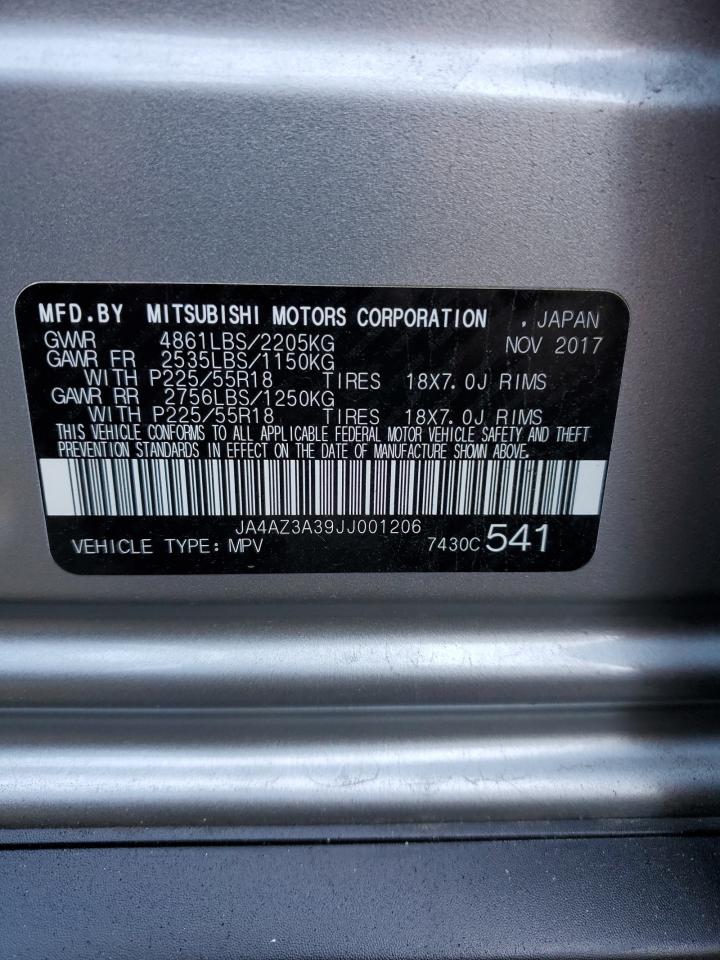 MFD.BY MITSUBISHI MOTORS CORPORATION , JAPAN
GVWR 4861LBS/2205KG NOV 2017
GAWR FR 2535LBS/1150KG
WITH P225/55R18 TIRES 18X7.0J RIMS
GAWR RR 2756LBS/1250KG
WITH P225/55R18 TIRES 18X7.0J RIMS
THIS VEHICLE CONFORMS TO ALL APPLICABLE FEDERAL MOTOR VEHICLE SAFETY AND THEFT
PREVENTION STANDARDS IN EFFECT ON THE DATE OF MANUFACTURE SHOWN ABOVE.
JA4AZ3A39JJ001206
VEHICLE TYPE: MPV 7430C 541